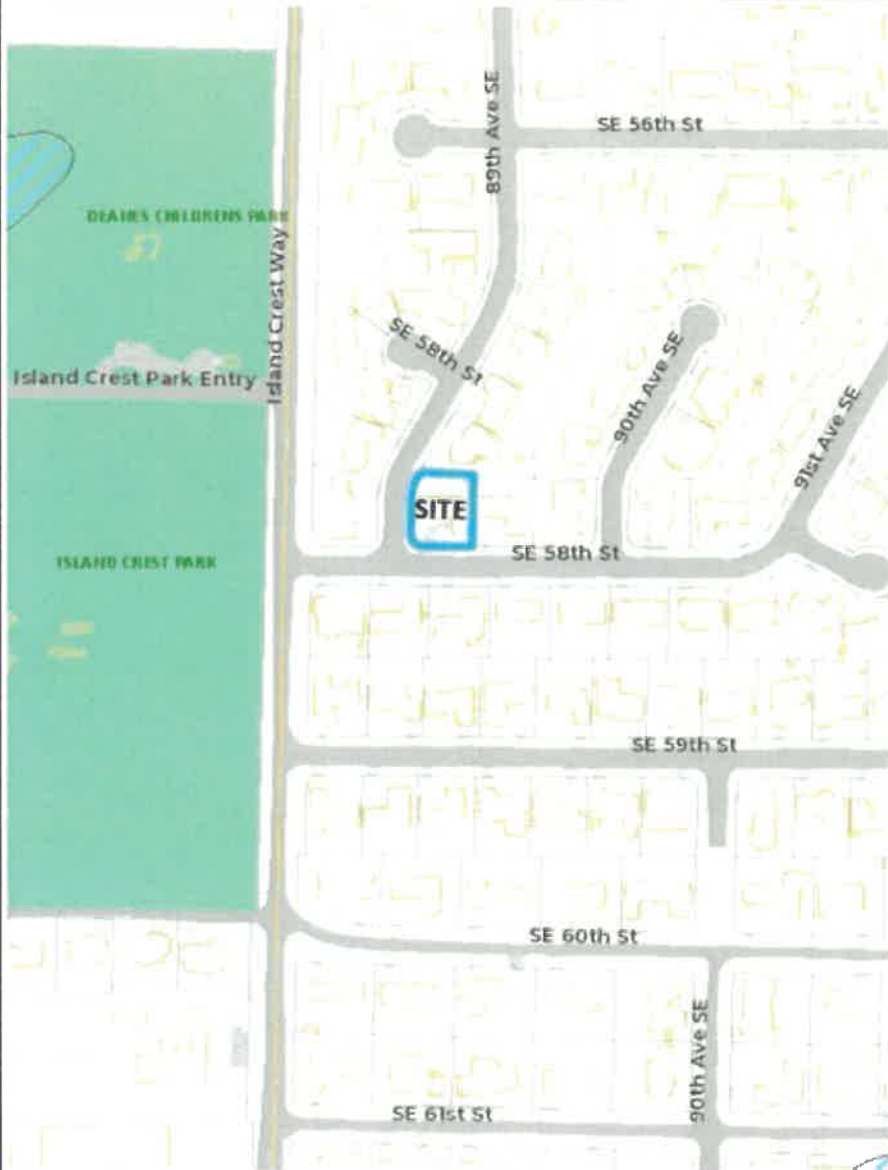 89th Ave SE
SE 56th St
DEANES CHILDRENS PARK
Island Crest Way
SE 58th St
Island Crest Park Entry
90th Ave SE
91st Ave SE
SITE
SE 58th St
ISLAND CREST PARK
SE 59th St
SE 60th St
90th Ave SE
SE 61st St